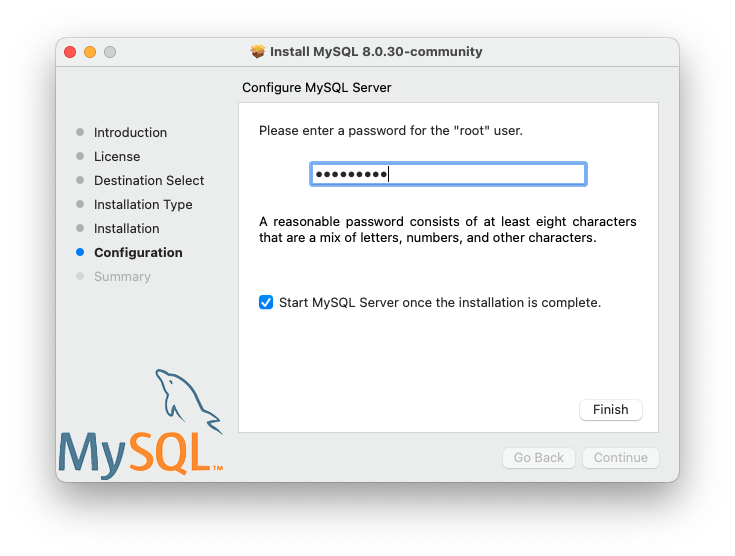 Install MySQL 8.0.30-community
Configure MySQL Server
Introduction
License
Destination Select
Installation Type
Installation
Configuration
Summary
Please enter a password for the "root" user.
•••••••••
A reasonable password consists of at least eight characters
that are a mix of letters, numbers, and other characters.
Start MySQL Server once the installation is complete.
Finish
MySQL™
Go Back
Continue